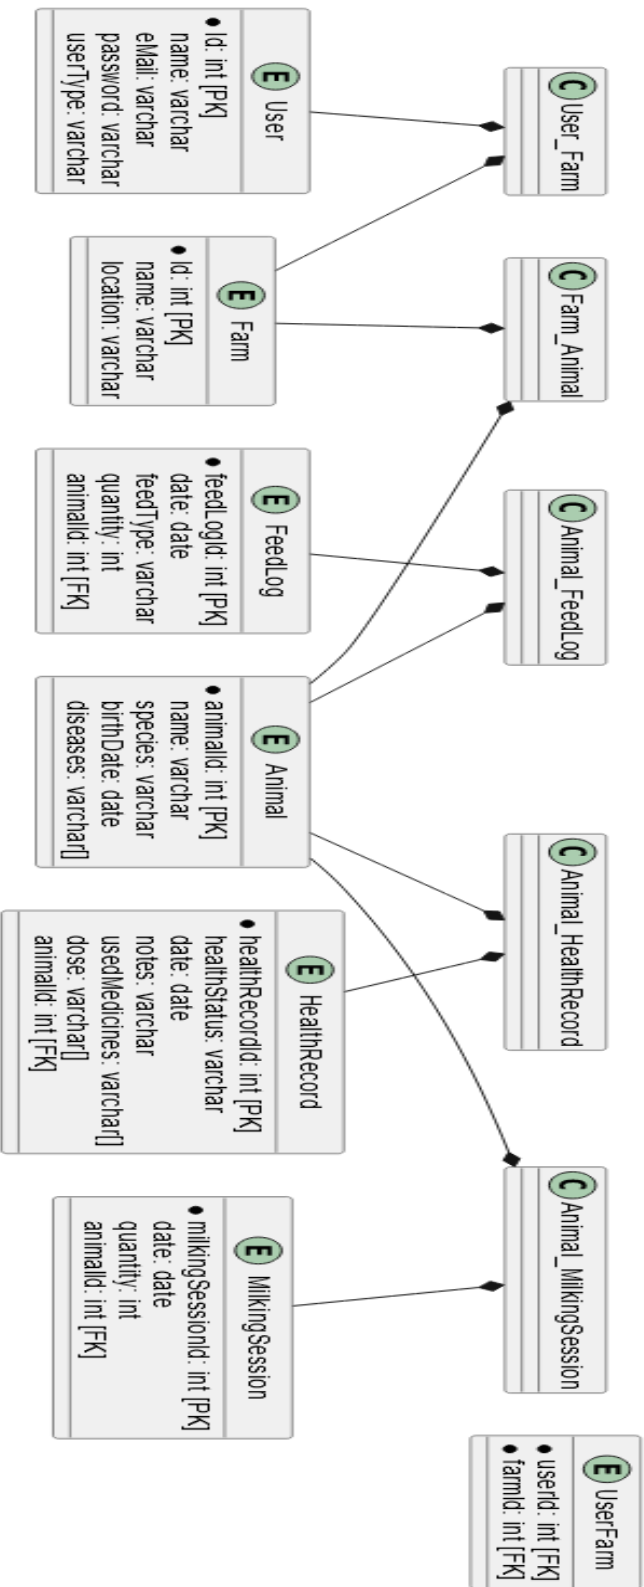 C User_Farm
C Farm_Animal
C Animal_FeedLog
C Animal_HealthRecord
C Animal_MilkingSession
E UserFarm
userId: int [FK]
farmId: int [FK]
E User
Id: int [PK]
name: varchar
eMail: varchar
password: varchar
userType: varchar
E Farm
Id: int [PK]
name: varchar
location: varchar
E FeedLog
feedLogId: int [PK]
date: date
feedType: varchar
quantity: int
animalId: int [FK]
E Animal
animalId: int [PK]
name: varchar
species: varchar
birthDate: date
diseases: varchar[]
E HealthRecord
healthRecordId: int [PK]
healthStatus: varchar
date: date
notes: varchar
usedMedicines: varchar[]
dose: varchar[]
animalId: int [FK]
E MilkingSession
milkingSessionId: int [PK]
date: date
quantity: int
animalId: int [FK]